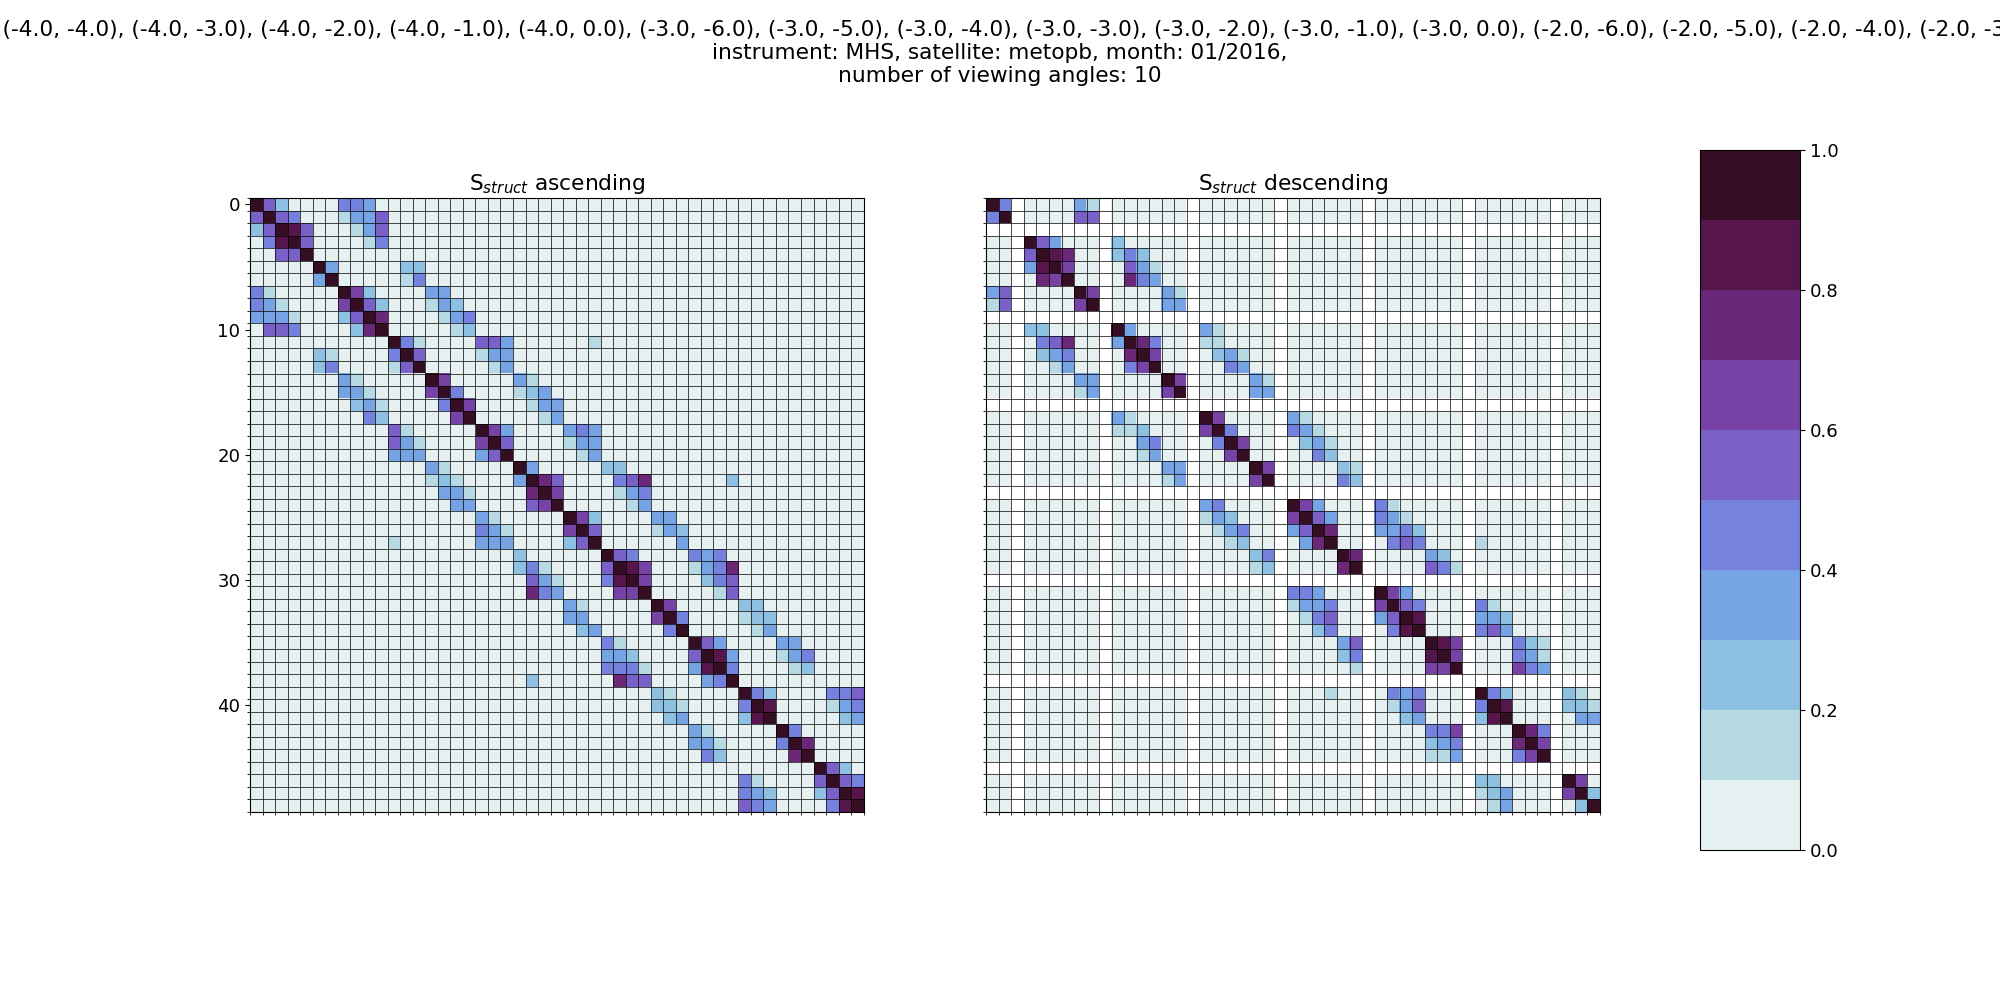 (-4.0, -4.0), (-4.0, -3.0), (-4.0, -2.0), (-4.0, -1.0), (-4.0, 0.0), (-3.0, -6.0), (-3.0, -5.0), (-3.0, -4.0), (-3.0, -3.0), (-3.0, -2.0), (-3.0, -1.0), (-3.0, 0.0), (-2.0, -6.0), (-2.0, -5.0), (-2.0, -4.0), (-2.0, -3
instrument: MHS, satellite: metopb, month: 01/2016,
number of viewing angles: 10
S_struct ascending
0
10
20
30
40
S_struct descending
1.0
0.8
0.6
0.4
0.2
0.0